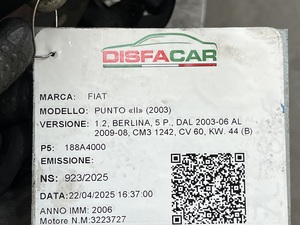 DISFACAR
MARCA: FIAT
MODELLO: PUNTO «II» (2003)
VERSIONE: 1.2, BERLINA, 5 P., DAL 2003-06 AL
2009-08, CM3 1242, CV 60, KW. 44 (B)
P5: 188A4000
EMISSIONE:
NS: 923/2025
DATA:22/04/2025 16:37:00
ANNO IMM: 2006
Motore N.M:3223727